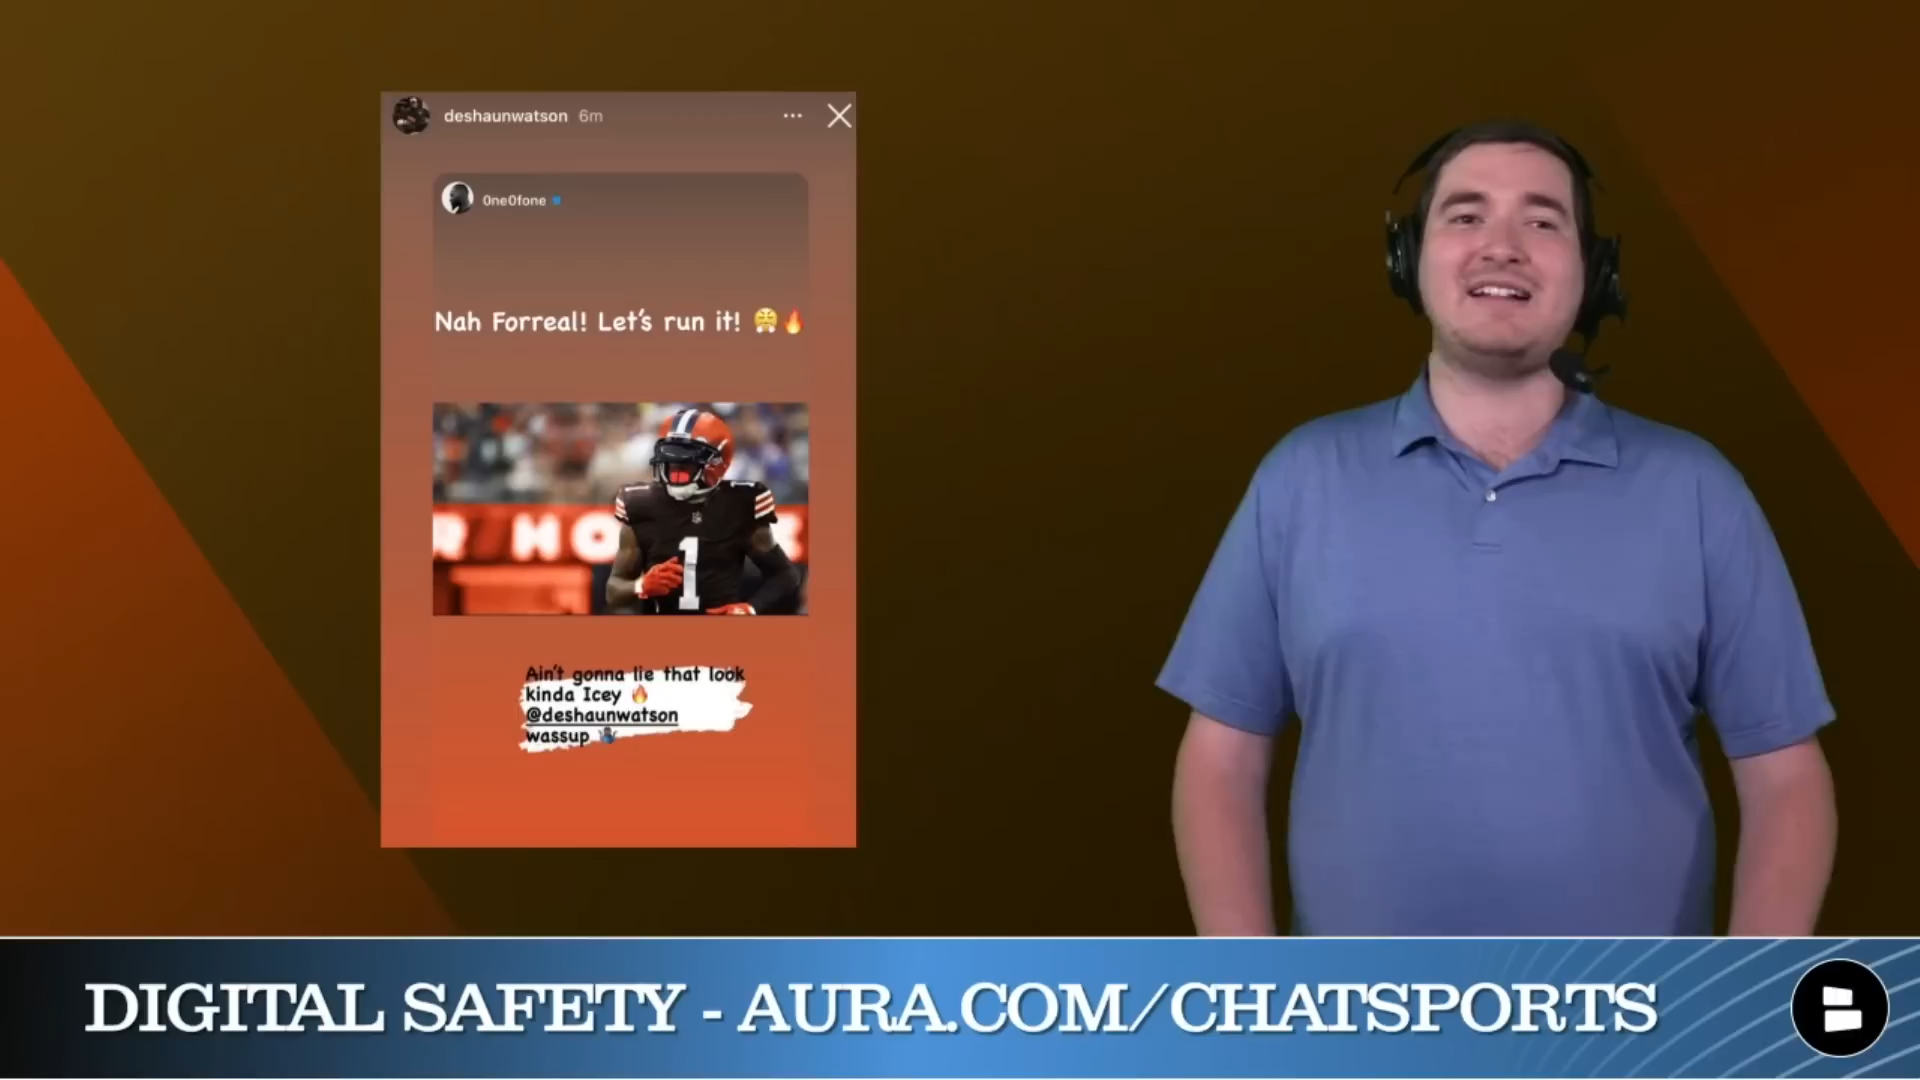 deshaunwatson 6m
0ne0fone
Nah Forreal! Let's run it! 😤🔥
R HO
1
Ain't gonna lie that look
kinda Icey 🔥
@deshaunwatson
wassup
DIGITAL SAFETY - AURA.COM/CHATSPORTS